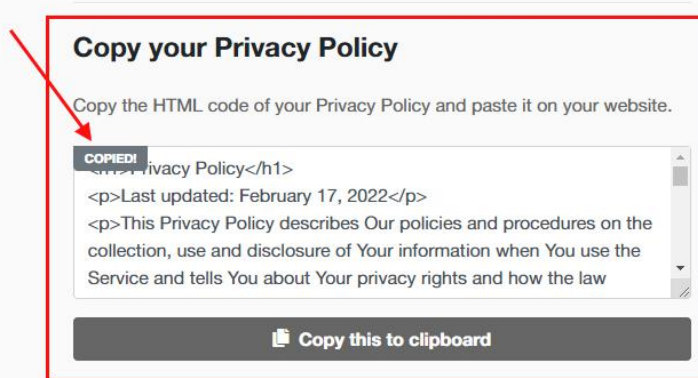 Copy your Privacy Policy
Copy the HTML code of your Privacy Policy and paste it on your website.
COPIED!
Privacy Policy</h1>
<p>Last updated: February 17, 2022</p>
<p>This Privacy Policy describes Our policies and procedures on the
collection, use and disclosure of Your information when You use the
Service and tells You about Your privacy rights and how the law
Copy this to clipboard